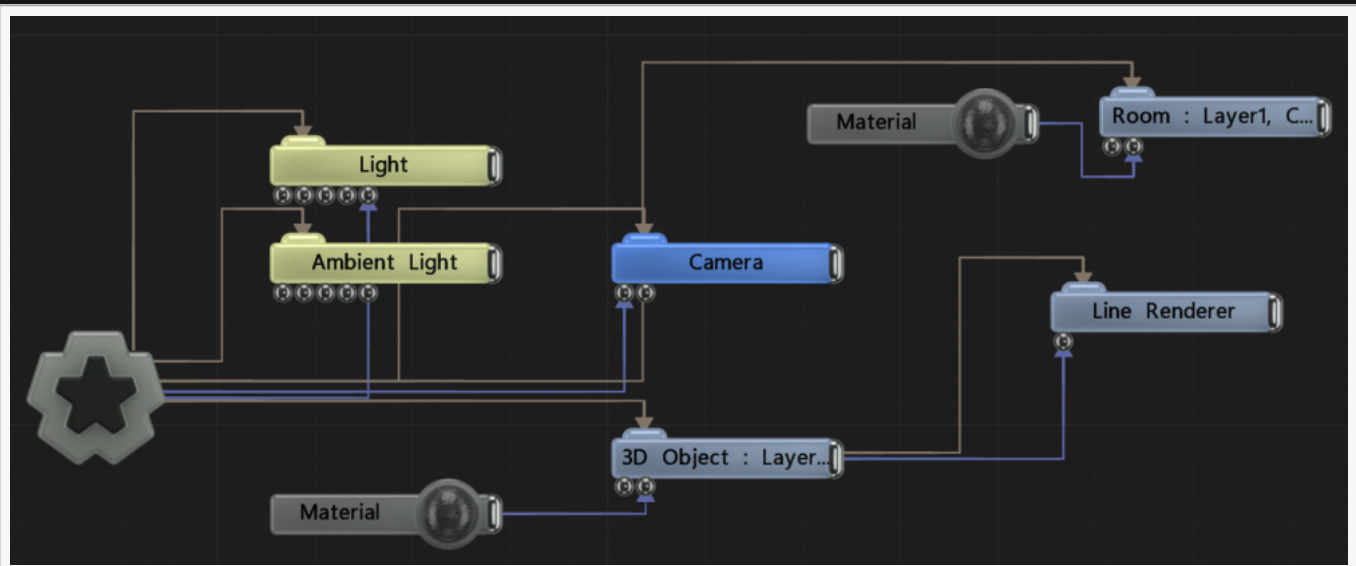 Material
Room : Layer1, C...
Light
Ambient Light
Camera
Line Renderer
3D Object : Layer...
Material